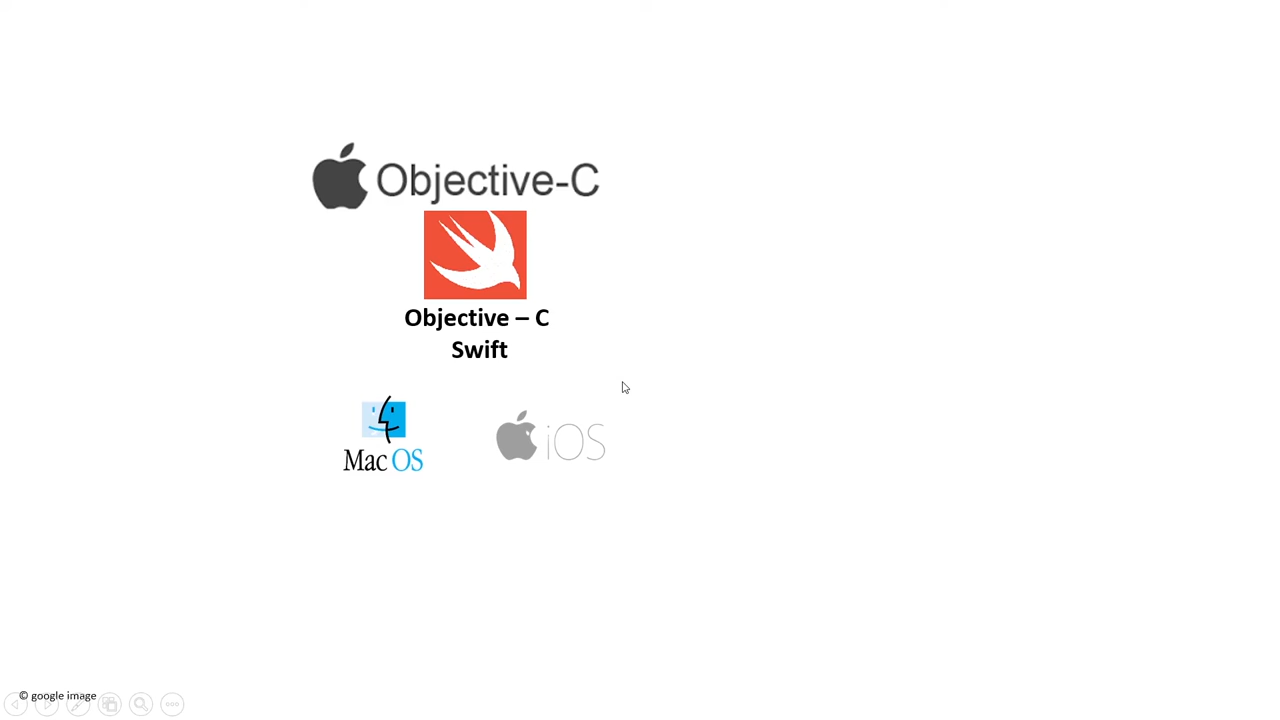 Objective-C
Objective – C
Swift
Mac OS
iOS
© google image